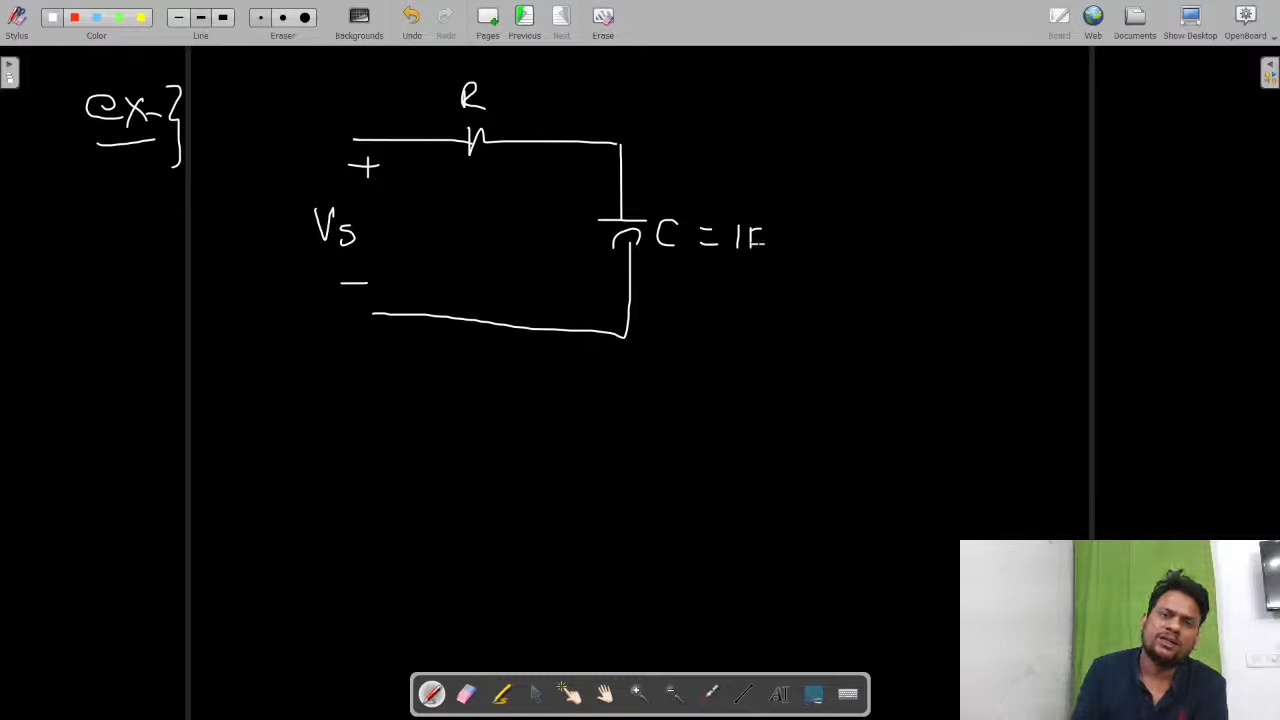 Stylus Color Line Eraser Backgrounds Undo Redo Pages Previous Next Erase Board Web Documents Show Desktop OpenBoard
ex-}
R
+
Vs
C = 1F
−
AI